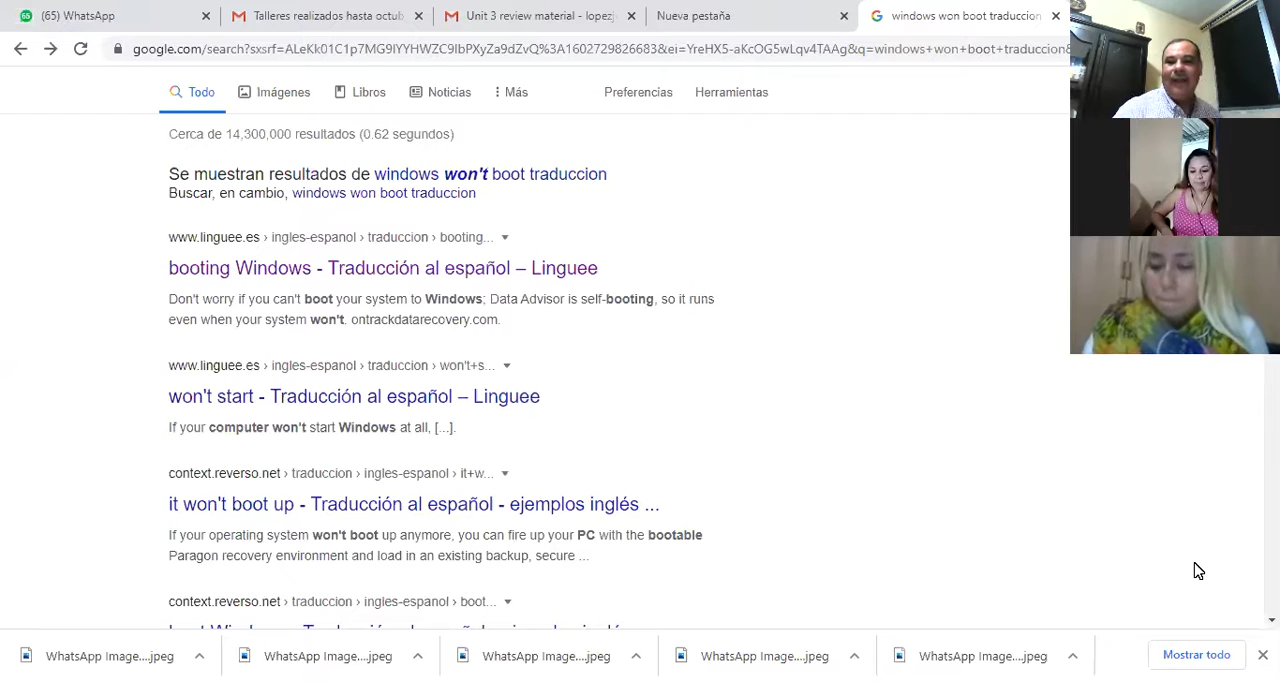 (65) WhatsApp
Talleres realizados hasta octub
Unit 3 review material - lopezj
Nueva pestaña
windows won boot traduccion
google.com/search?sxsrf=ALeKk01C1p7MG9IYYHWZC9IbPXyZa9dZvQ%3A1602729826683&ei=YreHX5-aKcOG5wLqv4TAAg&q=windows+won+boot+traduccion&
Todo
Imágenes
Libros
Noticias
Más
Preferencias
Herramientas
Cerca de 14,300,000 resultados (0.62 segundos)
Se muestran resultados de windows won't boot traduccion
Buscar, en cambio, windows won boot traduccion
www.linguee.es › ingles-espanol › traduccion › booting...
booting Windows - Traducción al español – Linguee
Don't worry if you can't boot your system to Windows; Data Advisor is self-booting, so it runs
even when your system won't. ontrackdatarecovery.com.
www.linguee.es › ingles-espanol › traduccion › won't+s...
won't start - Traducción al español – Linguee
If your computer won't start Windows at all, [...].
context.reverso.net › traduccion › ingles-espanol › it+w...
it won't boot up - Traducción al español - ejemplos inglés ...
If your operating system won't boot up anymore, you can fire up your PC with the bootable
Paragon recovery environment and load in an existing backup, secure ...
context.reverso.net › traduccion › ingles-espanol › boot...
WhatsApp Image....jpeg
WhatsApp Image....jpeg
WhatsApp Image....jpeg
WhatsApp Image....jpeg
WhatsApp Image....jpeg
Mostrar todo